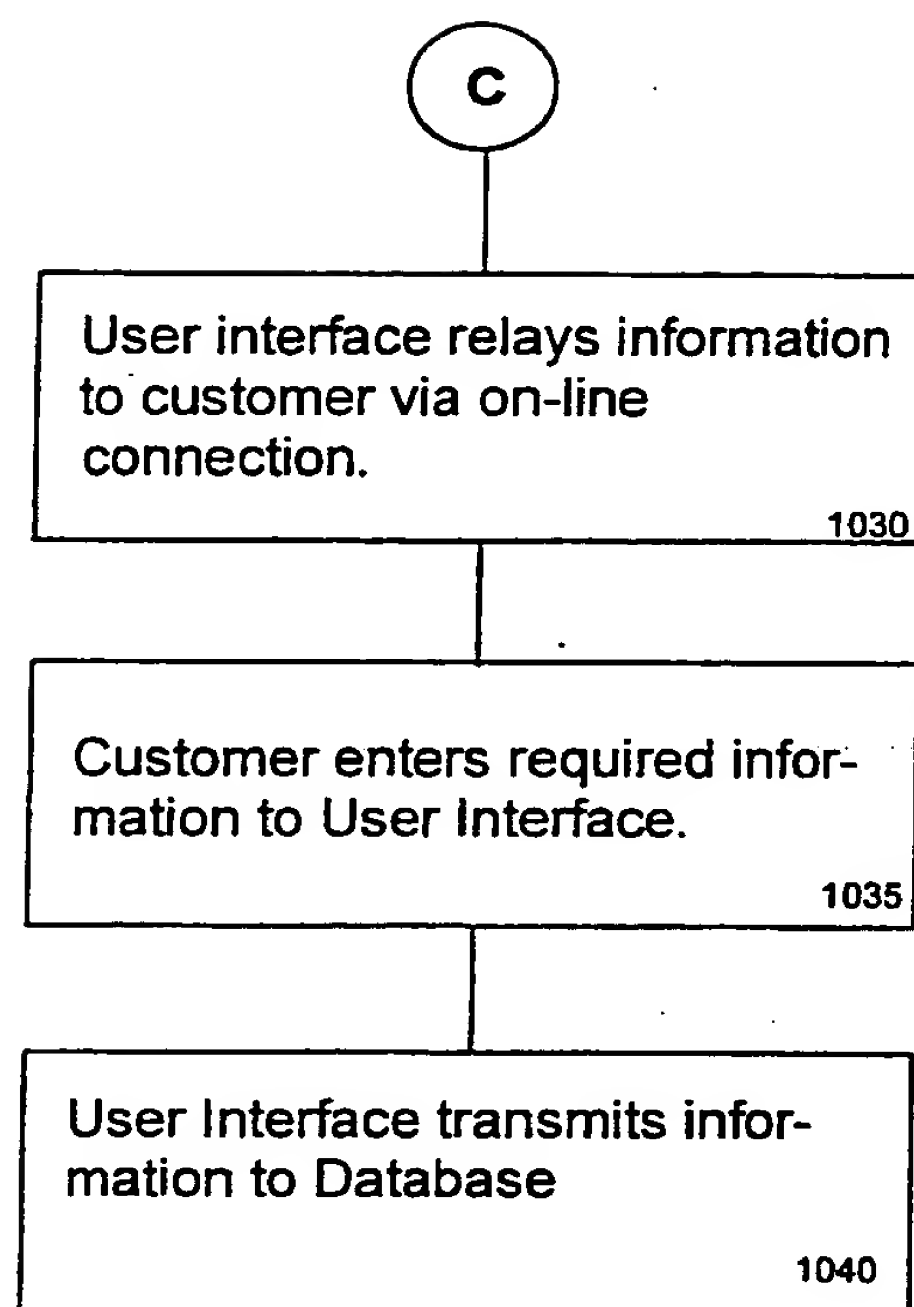 C
User interface relays information
to customer via on-line
connection.
1030
Customer enters required infor-
mation to User Interface.
1035
User Interface transmits infor-
mation to Database
1040